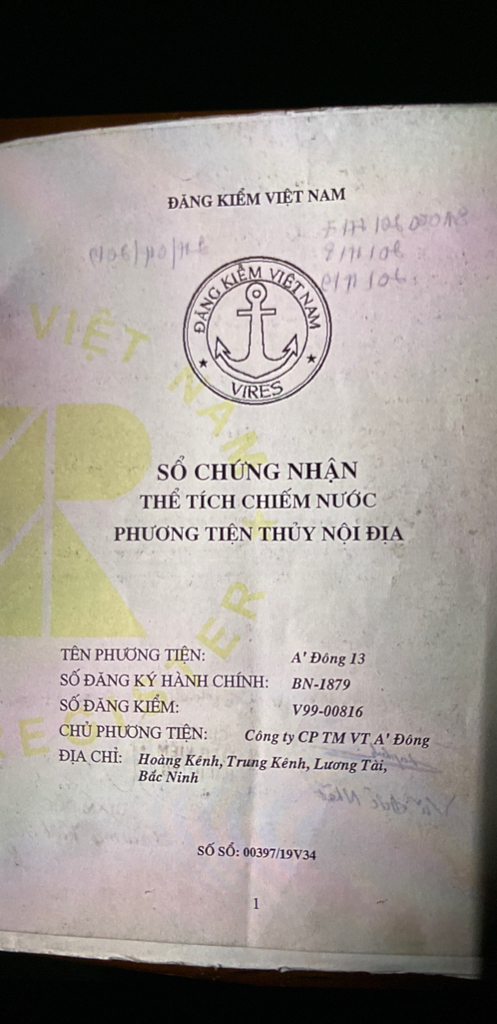 ĐĂNG KIỂM VIỆT NAM
ĐĂNG KIỂM VIỆT NAM
VIRES
VIỆT NAM
REGISTER
SỔ CHỨNG NHẬN
THỂ TÍCH CHIẾM NƯỚC
PHƯƠNG TIỆN THỦY NỘI ĐỊA
TÊN PHƯƠNG TIỆN: A' Đông 13
SỐ ĐĂNG KÝ HÀNH CHÍNH: BN-1879
SỐ ĐĂNG KIỂM: V99-00816
CHỦ PHƯƠNG TIỆN: Công ty CP TM VT A' Đông
ĐỊA CHỈ: Hoàng Kênh, Trung Kênh, Lương Tài,
Bắc Ninh
SỐ SỔ: 00397/19V34
1